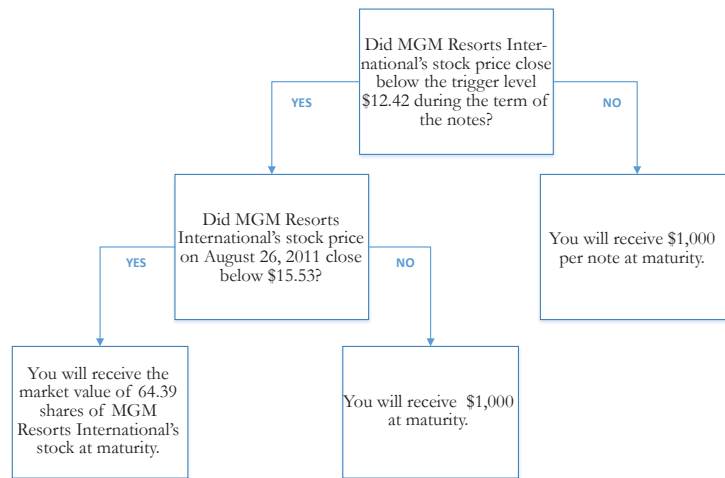 Did MGM Resorts Inter-
national's stock price close
below the trigger level
$12.42 during the term of
the notes?
YES
NO
Did MGM Resorts
International's stock price
on August 26, 2011 close
below $15.53?
You will receive $1,000
per note at maturity.
YES
NO
You will receive the
market value of 64.39
shares of MGM
Resorts International's
stock at maturity.
You will receive $1,000
at maturity.